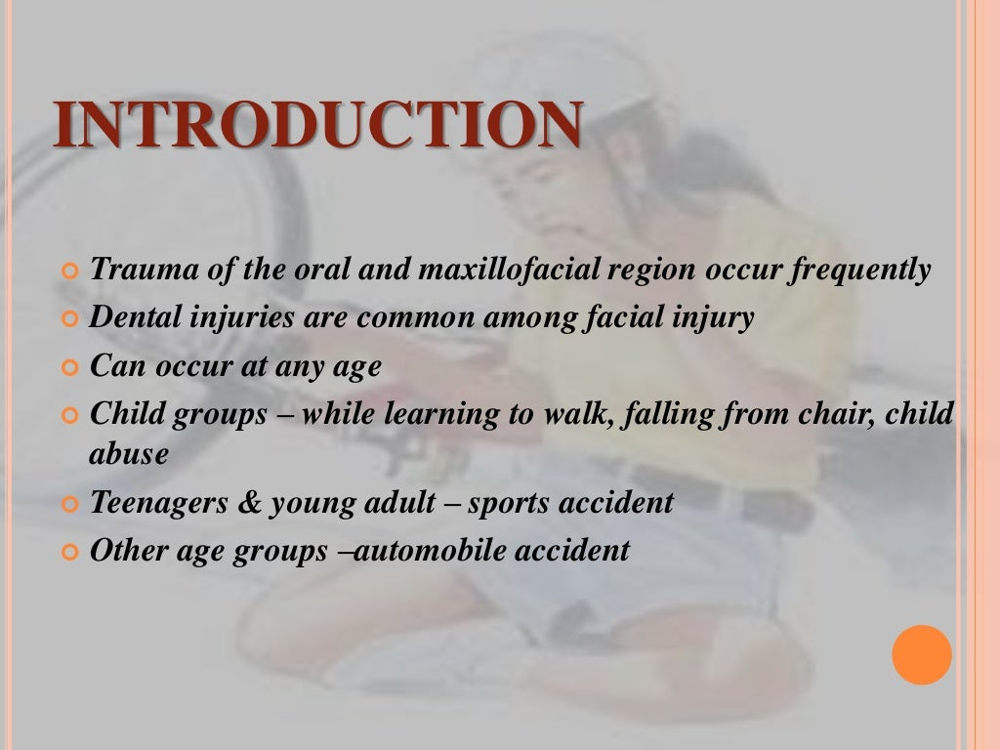 INTRODUCTION
Trauma of the oral and maxillofacial region occur frequently
Dental injuries are common among facial injury
Can occur at any age
Child groups – while learning to walk, falling from chair, child
abuse
Teenagers & young adult – sports accident
Other age groups –automobile accident